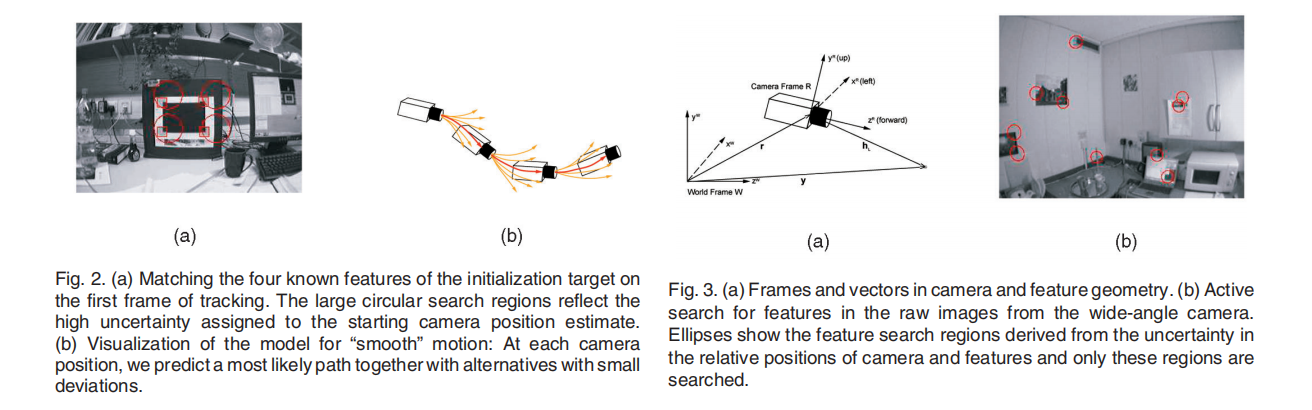 y^R (up)
x^R (left)
Camera Frame R
z^R (forward)
y^W
x^W
r
h_L
z^W
y
World Frame W
(a)
(b)
(a)
(b)
Fig. 2. (a) Matching the four known features of the initialization target on
the first frame of tracking. The large circular search regions reflect the
high uncertainty assigned to the starting camera position estimate.
(b) Visualization of the model for “smooth” motion: At each camera
position, we predict a most likely path together with alternatives with small
deviations.
Fig. 3. (a) Frames and vectors in camera and feature geometry. (b) Active
search for features in the raw images from the wide-angle camera.
Ellipses show the feature search regions derived from the uncertainty in
the relative positions of camera and features and only these regions are
searched.